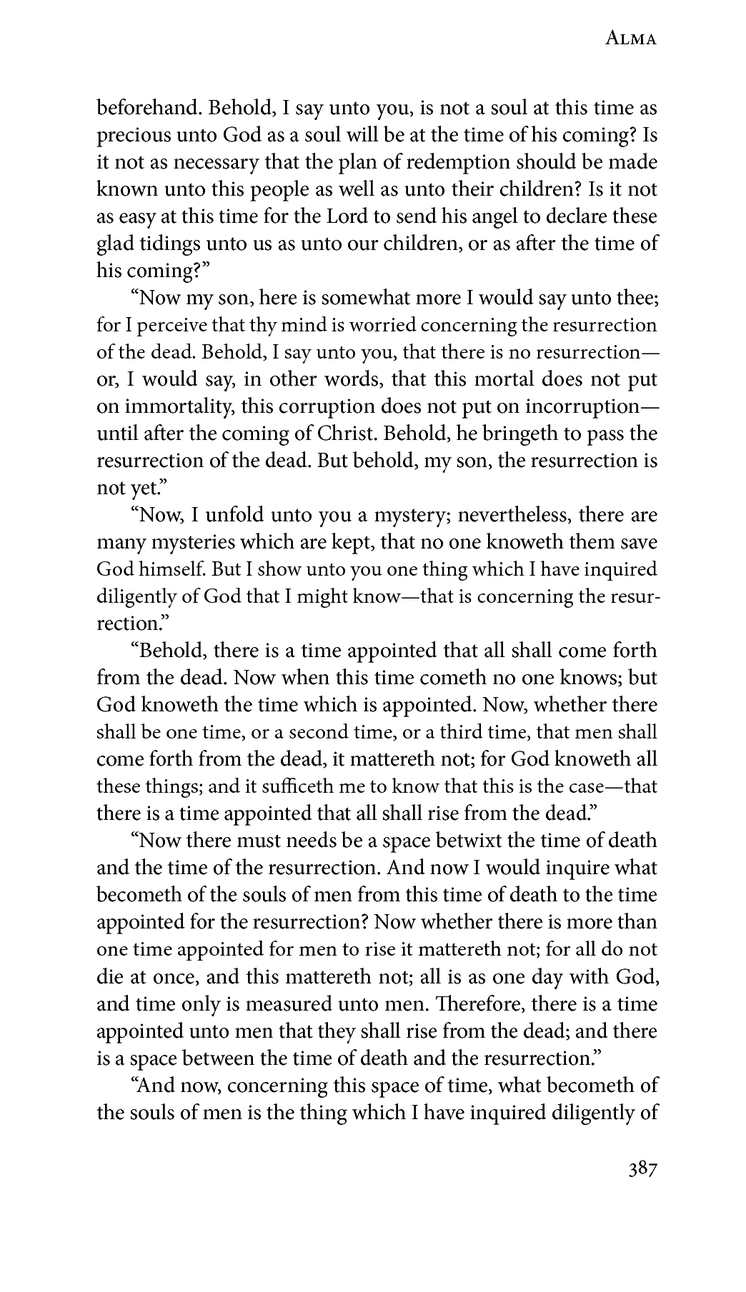 Alma
beforehand. Behold, I say unto you, is not a soul at this time as
precious unto God as a soul will be at the time of his coming? Is
it not as necessary that the plan of redemption should be made
known unto this people as well as unto their children? Is it not
as easy at this time for the Lord to send his angel to declare these
glad tidings unto us as unto our children, or as after the time of
his coming?”
“Now my son, here is somewhat more I would say unto thee;
for I perceive that thy mind is worried concerning the resurrection
of the dead. Behold, I say unto you, that there is no resurrection—
or, I would say, in other words, that this mortal does not put
on immortality, this corruption does not put on incorruption—
until after the coming of Christ. Behold, he bringeth to pass the
resurrection of the dead. But behold, my son, the resurrection is
not yet.”
“Now, I unfold unto you a mystery; nevertheless, there are
many mysteries which are kept, that no one knoweth them save
God himself. But I show unto you one thing which I have inquired
diligently of God that I might know—that is concerning the resur-
rection.”
“Behold, there is a time appointed that all shall come forth
from the dead. Now when this time cometh no one knows; but
God knoweth the time which is appointed. Now, whether there
shall be one time, or a second time, or a third time, that men shall
come forth from the dead, it mattereth not; for God knoweth all
these things; and it sufficeth me to know that this is the case—that
there is a time appointed that all shall rise from the dead.”
“Now there must needs be a space betwixt the time of death
and the time of the resurrection. And now I would inquire what
becometh of the souls of men from this time of death to the time
appointed for the resurrection? Now whether there is more than
one time appointed for men to rise it mattereth not; for all do not
die at once, and this mattereth not; all is as one day with God,
and time only is measured unto men. Therefore, there is a time
appointed unto men that they shall rise from the dead; and there
is a space between the time of death and the resurrection.”
“And now, concerning this space of time, what becometh of
the souls of men is the thing which I have inquired diligently of
387